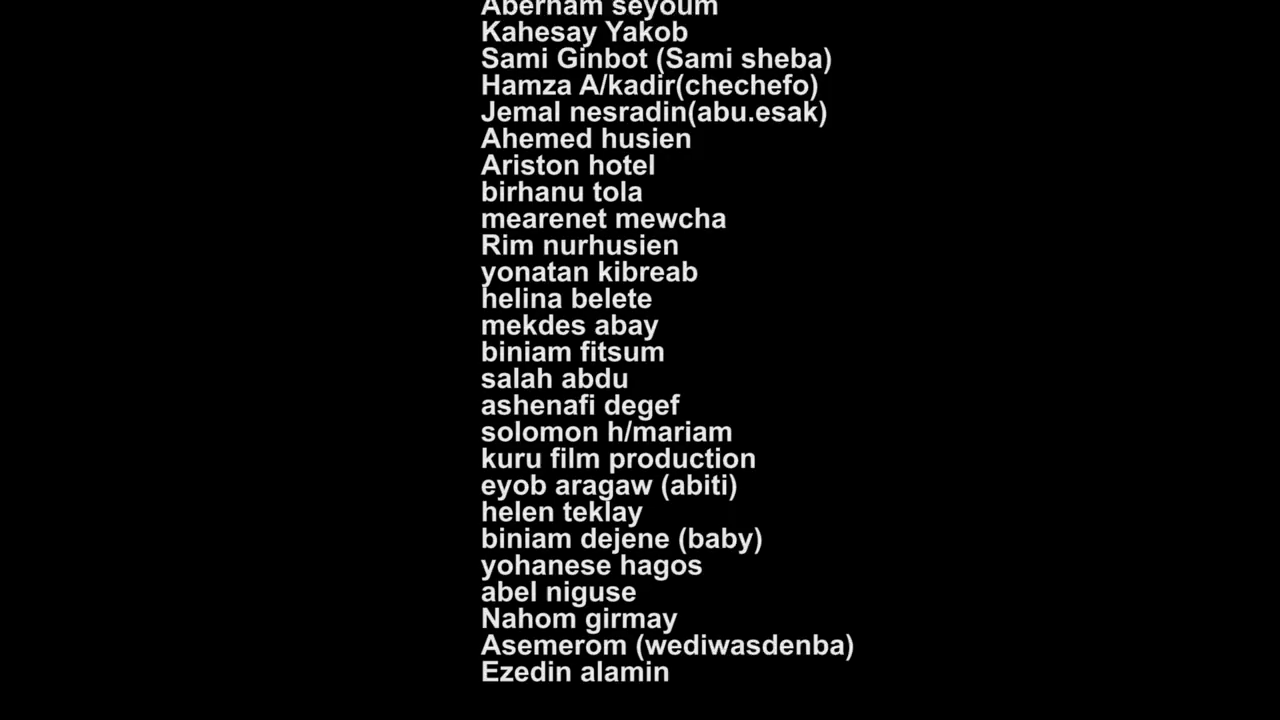 Abernam seyoum
Kahesay Yakob
Sami Ginbot (Sami sheba)
Hamza A/kadir(chechefo)
Jemal nesradin(abu.esak)
Ahemed husien
Ariston hotel
birhanu tola
mearenet mewcha
Rim nurhusien
yonatan kibreab
helina belete
mekdes abay
biniam fitsum
salah abdu
ashenafi degef
solomon h/mariam
kuru film production
eyob aragaw (abiti)
helen teklay
biniam dejene (baby)
yohanese hagos
abel niguse
Nahom girmay
Asemerom (wediwasdenba)
Ezedin alamin